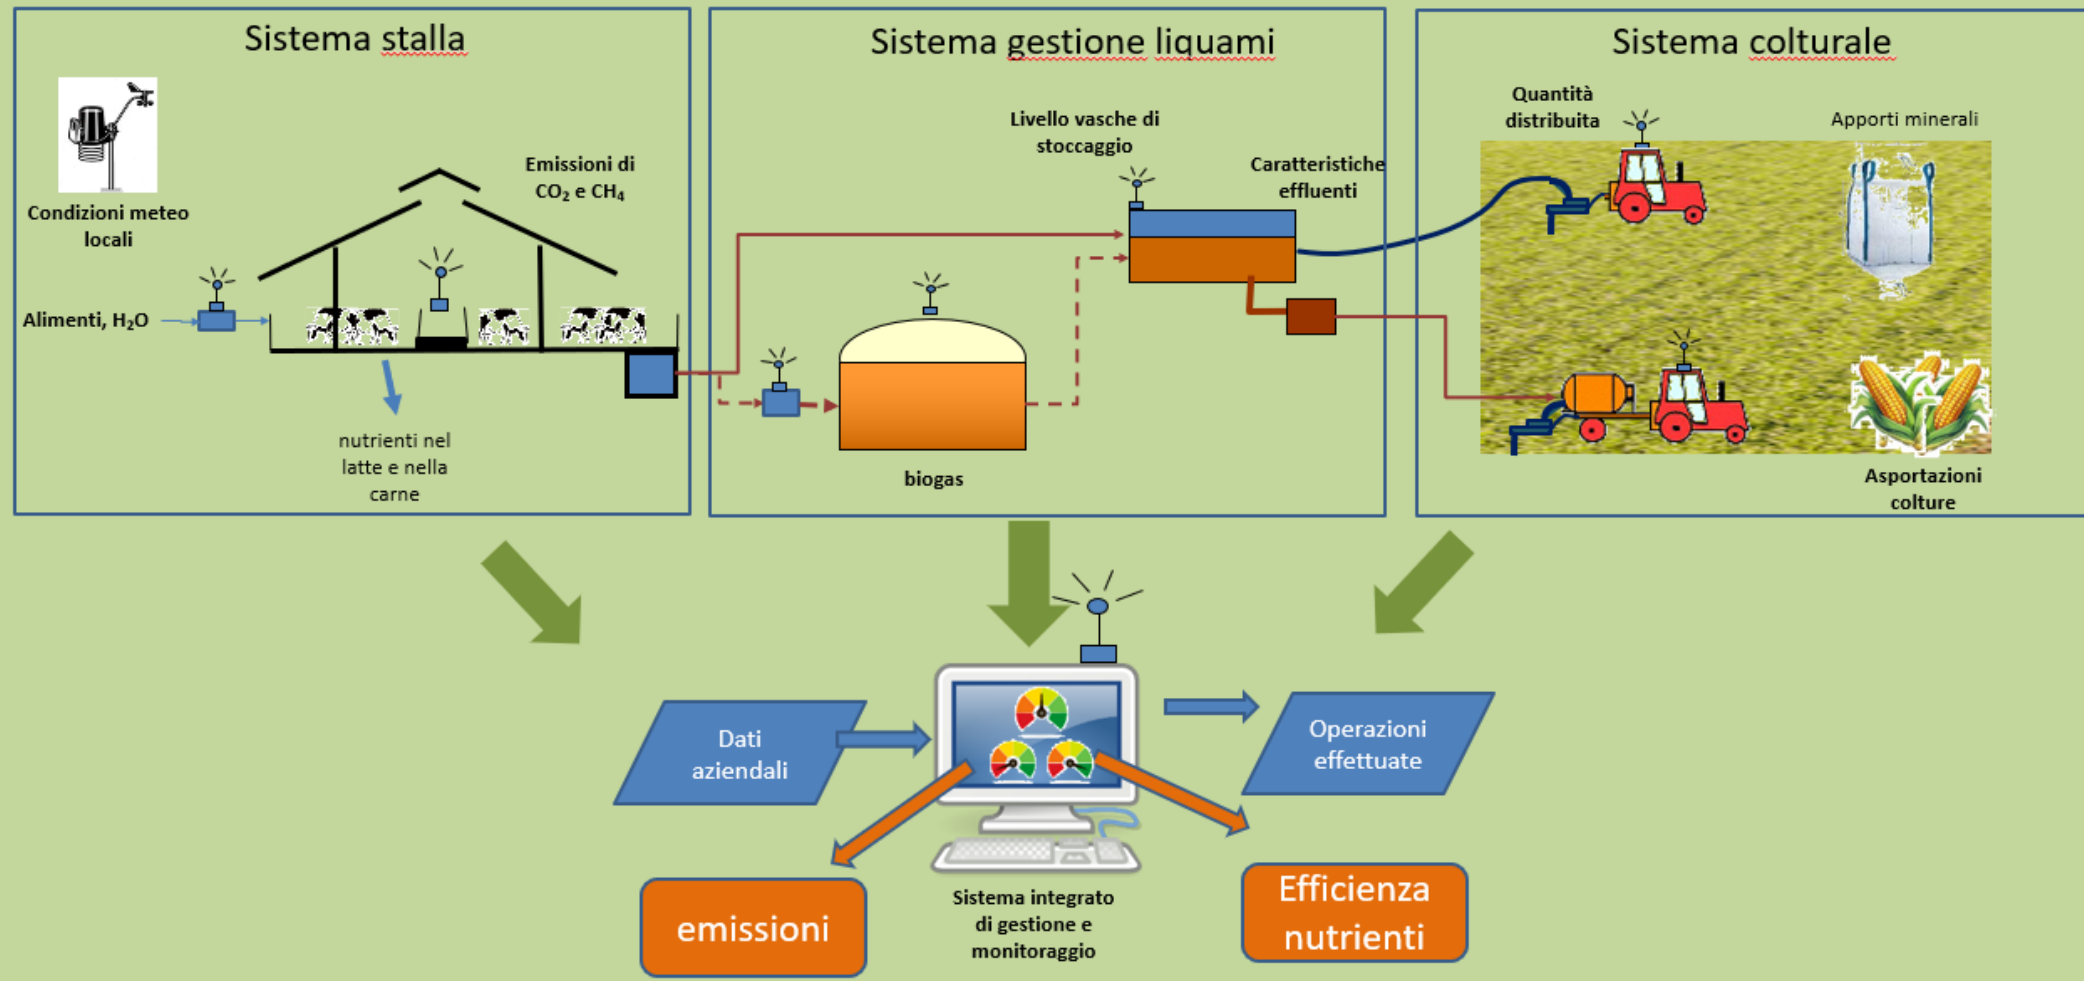 Sistema stalla
Condizioni meteo
locali
Emissioni di
CO₂ e CH₄
Alimenti, H₂O
nutrienti nel
latte e nella
carne
Sistema gestione liquami
Livello vasche di
stoccaggio
Caratteristiche
effluenti
biogas
Sistema colturale
Quantità
distribuita
Apporti minerali
Asportazioni
colture
Dati
aziendali
Operazioni
effettuate
emissioni
Sistema integrato
di gestione e
monitoraggio
Efficienza
nutrienti